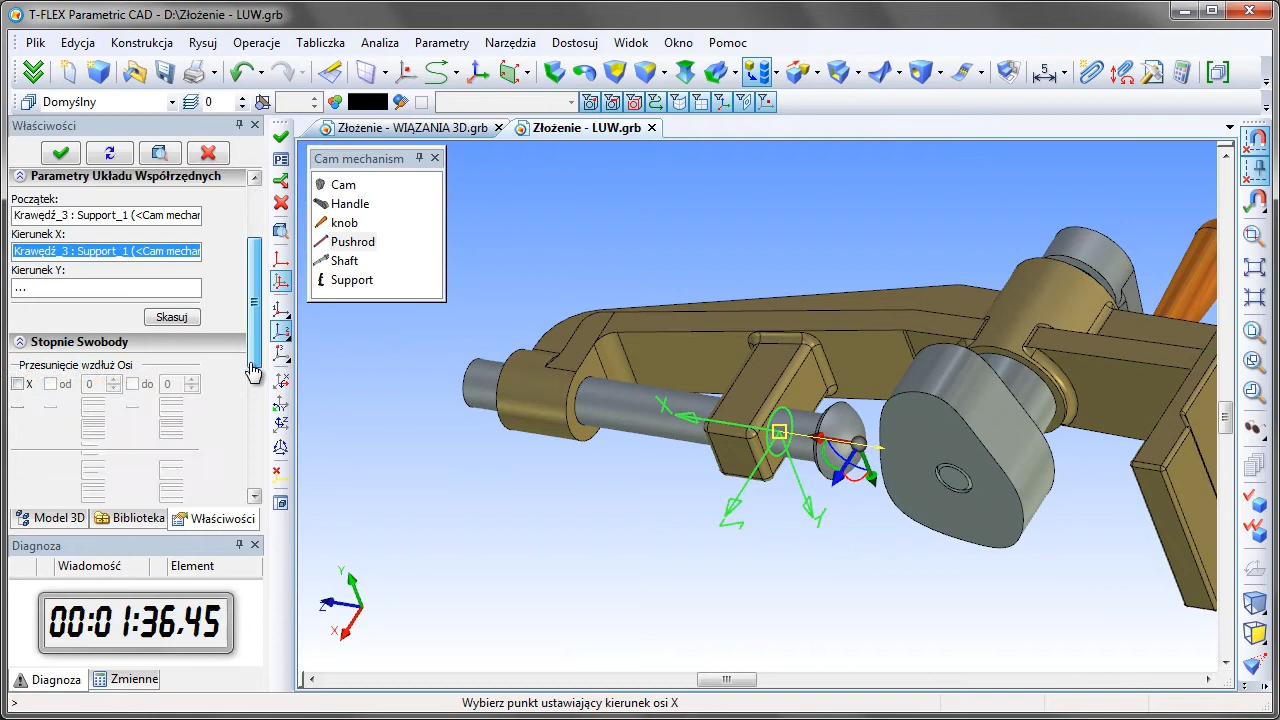 T-FLEX Parametric CAD - D:\Złożenie - LUW.grb
Plik Edycja Konstrukcja Rysuj Operacje Tabliczka Analiza Parametry Narzędzia Dostosuj Widok Okno Pomoc
5
Domyślny 0
Właściwości
Złożenie - WIĄZANIA 3D.grb Złożenie - LUW.grb
Cam mechanism
Cam
Handle
knob
Pushrod
Shaft
Support
Parametry Układu Współrzędnych
Początek:
Krawędź_3 : Support_1 (<Cam mechar
Kierunek X:
Krawędź_3 : Support_1 (<Cam mechar
Kierunek Y:
...
Skasuj
Stopnie Swobody
Przesunięcie wzdłuż Osi
X od 0 do 0
X
Y
Z
Model 3D Biblioteka Właściwości
Diagnoza
Wiadomość Element
00:01:36.45
Y
Z
X
Diagnoza Zmienne
> Wybierz punkt ustawiający kierunek osi X